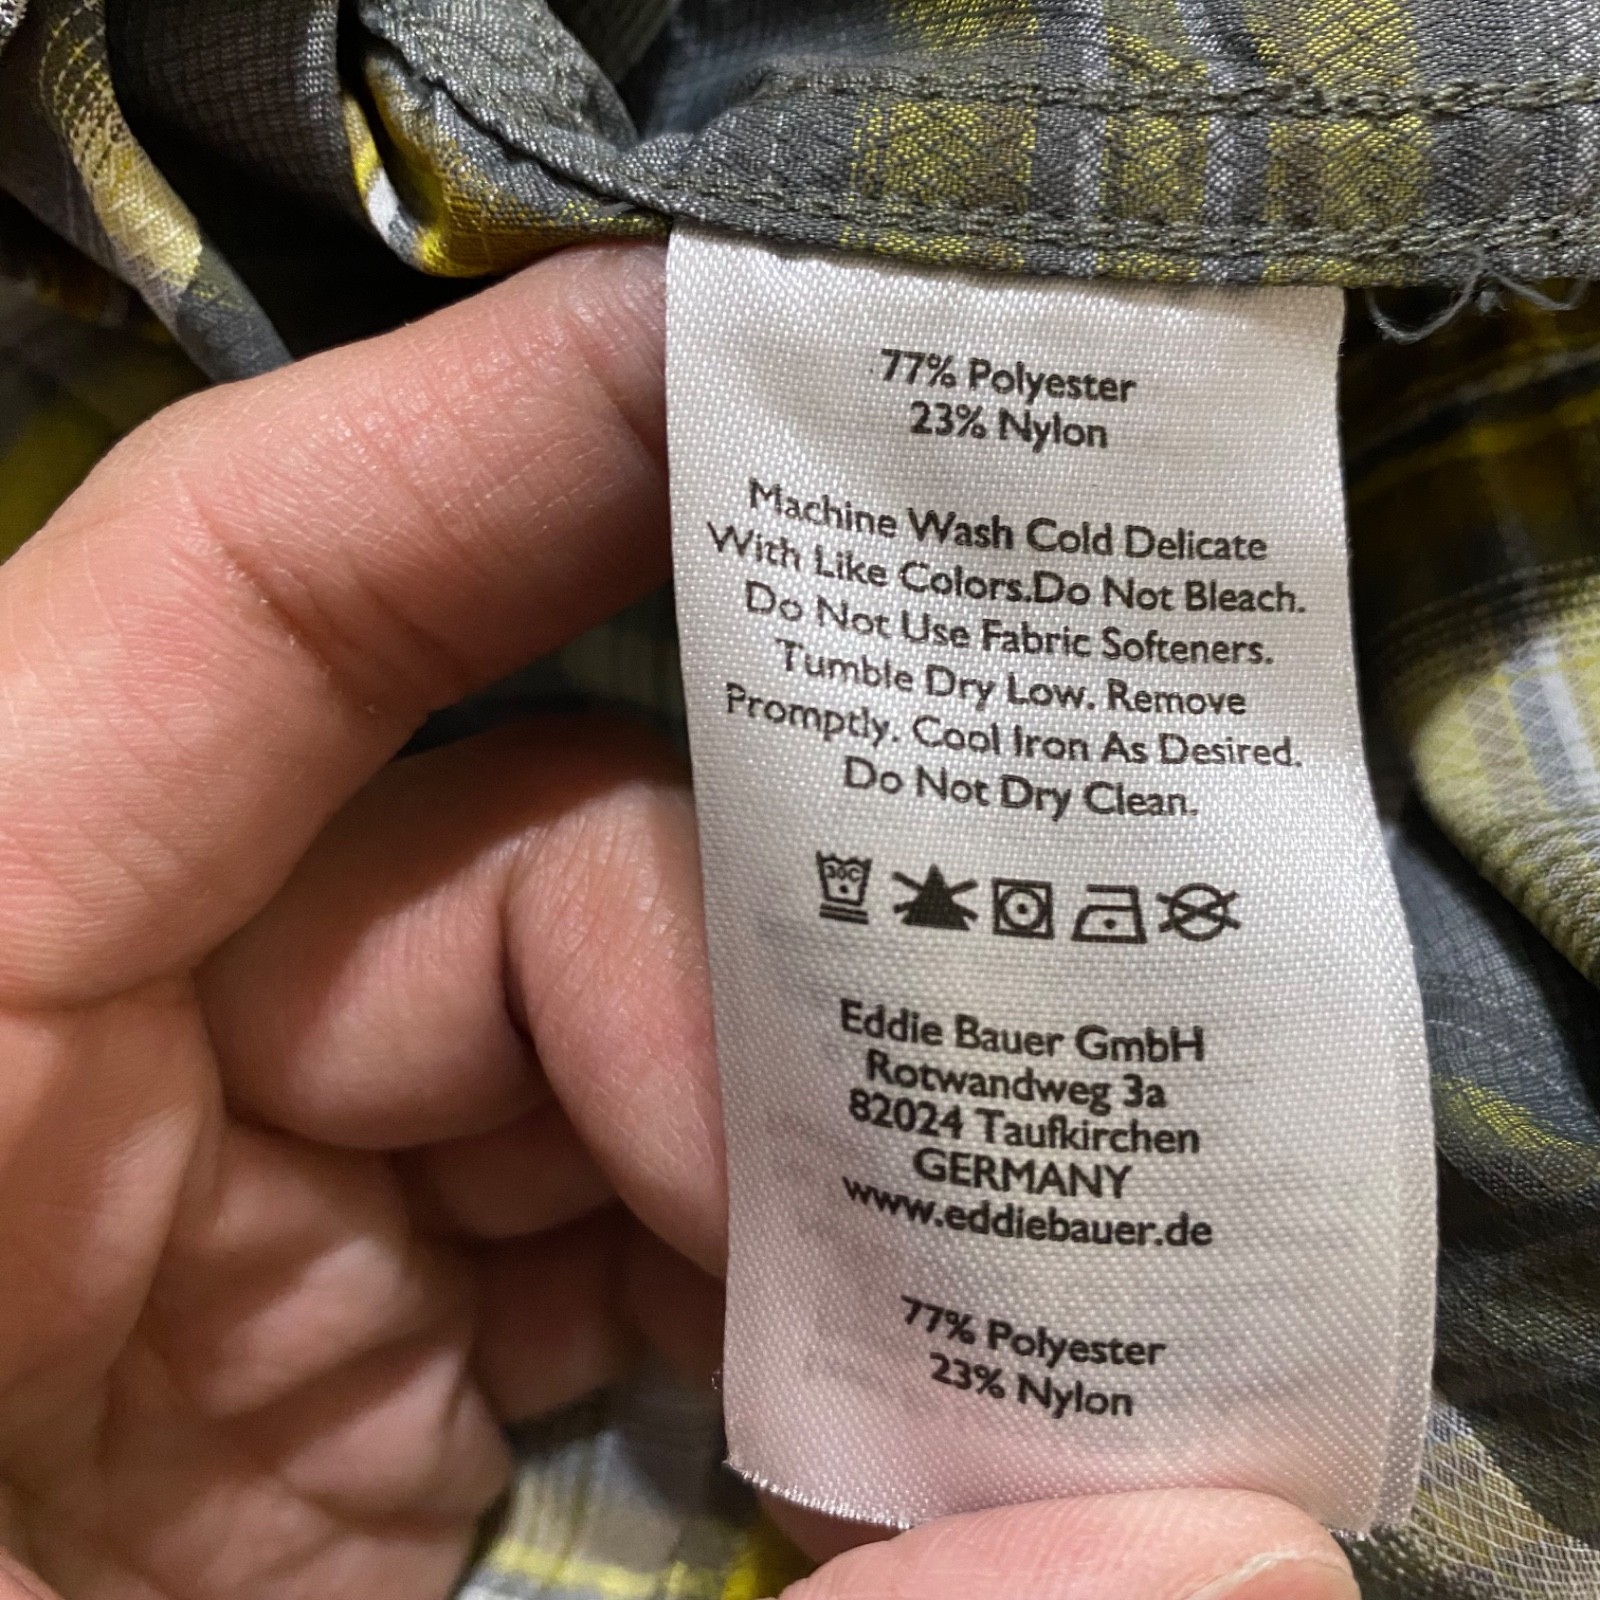 77% Polyester
23% Nylon
Machine Wash Cold Delicate
With Like Colors.Do Not Bleach.
Do Not Use Fabric Softeners.
Tumble Dry Low. Remove
Promptly. Cool Iron As Desired.
Do Not Dry Clean.
30C
Eddie Bauer GmbH
Rotwandweg 3a
82024 Taufkirchen
GERMANY
www.eddiebauer.de
77% Polyester
23% Nylon